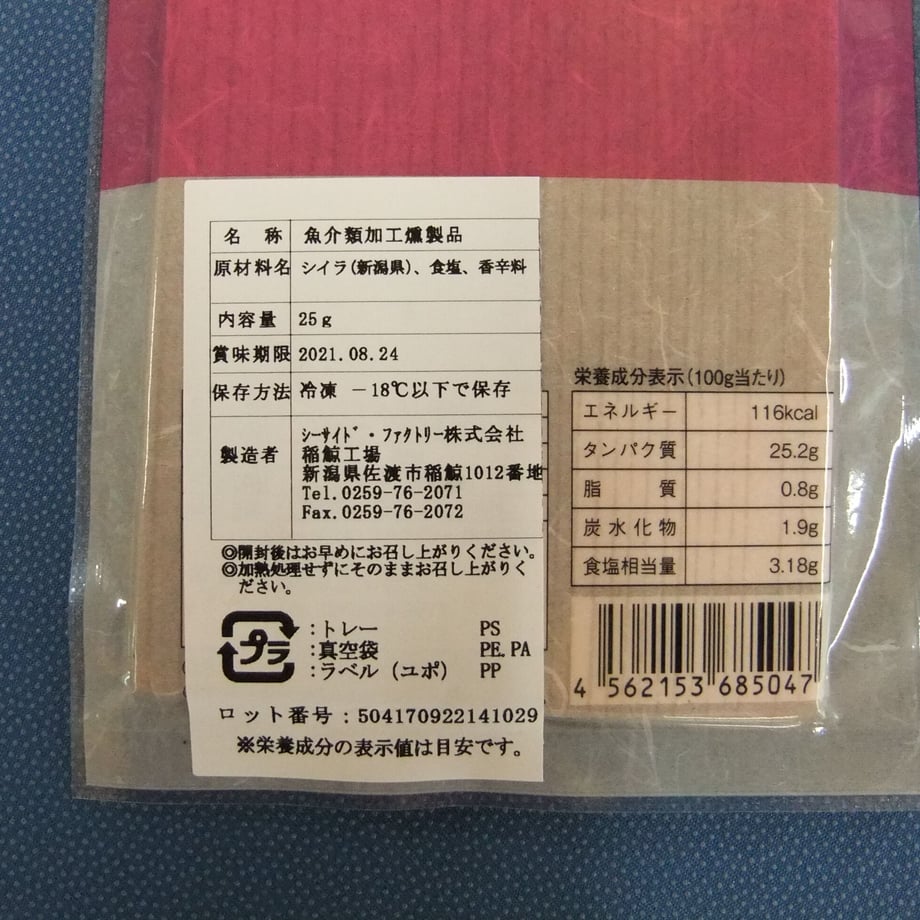 名 称 魚介類加工燻製品
原材料名 シイラ(新潟県)、食塩、香辛料
内容量 25g
賞味期限 2021.08.24
保存方法 冷凍 -18℃以下で保存
製造者 シーサイド・ファクトリー株式会社
稲鯨工場
新潟県佐渡市稲鯨1012番地
Tel.0259-76-2071
Fax.0259-76-2072
◎開封後はお早めにお召し上がりください。
◎加熱処理せずにそのままお召し上がりく
ださい。
プラ
:トレー PS
:真空袋 PE,PA
:ラベル (ユポ) PP
ロット番号:504170922141029
※栄養成分の表示値は目安です。
栄養成分表示(100g当たり)
エネルギー 116kcal
タンパク質 25.2g
脂 質 0.8g
炭水化物 1.9g
食塩相当量 3.18g
4 562153 685047